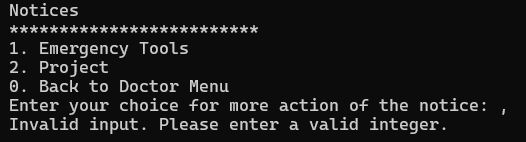 Notices
*************************
1. Emergency Tools
2. Project
0. Back to Doctor Menu
Enter your choice for more action of the notice: ,
Invalid input. Please enter a valid integer.